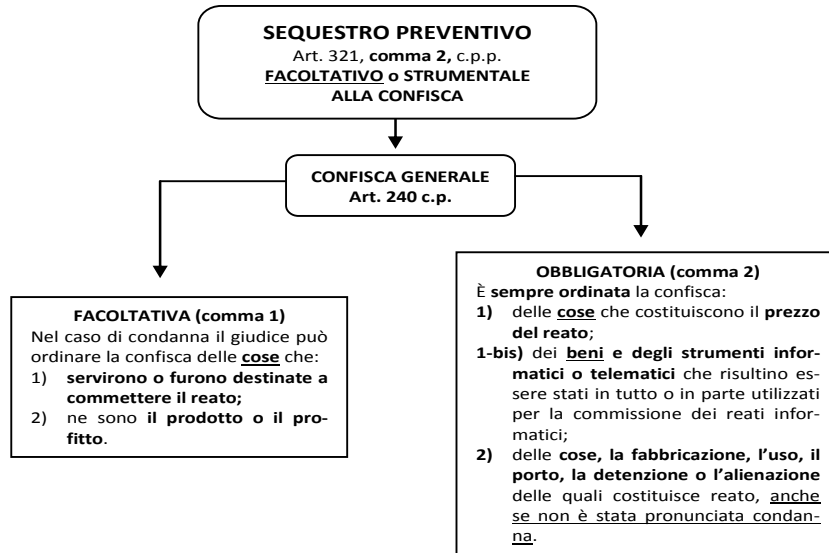 SEQUESTRO PREVENTIVO
Art. 321, comma 2, c.p.p.
FACOLTATIVO o STRUMENTALE
ALLA CONFISCA
CONFISCA GENERALE
Art. 240 c.p.
FACOLTATIVA (comma 1)
Nel caso di condanna il giudice può
ordinare la confisca delle cose che:
1) servirono o furono destinate a
commettere il reato;
2) ne sono il prodotto o il pro-
fitto.
OBBLIGATORIA (comma 2)
È sempre ordinata la confisca:
1) delle cose che costituiscono il prezzo
del reato;
1-bis) dei beni e degli strumenti infor-
matici o telematici che risultino es-
sere stati in tutto o in parte utilizzati
per la commissione dei reati infor-
matici;
2) delle cose, la fabbricazione, l'uso, il
porto, la detenzione o l'alienazione
delle quali costituisce reato, anche
se non è stata pronunciata condan-
na.